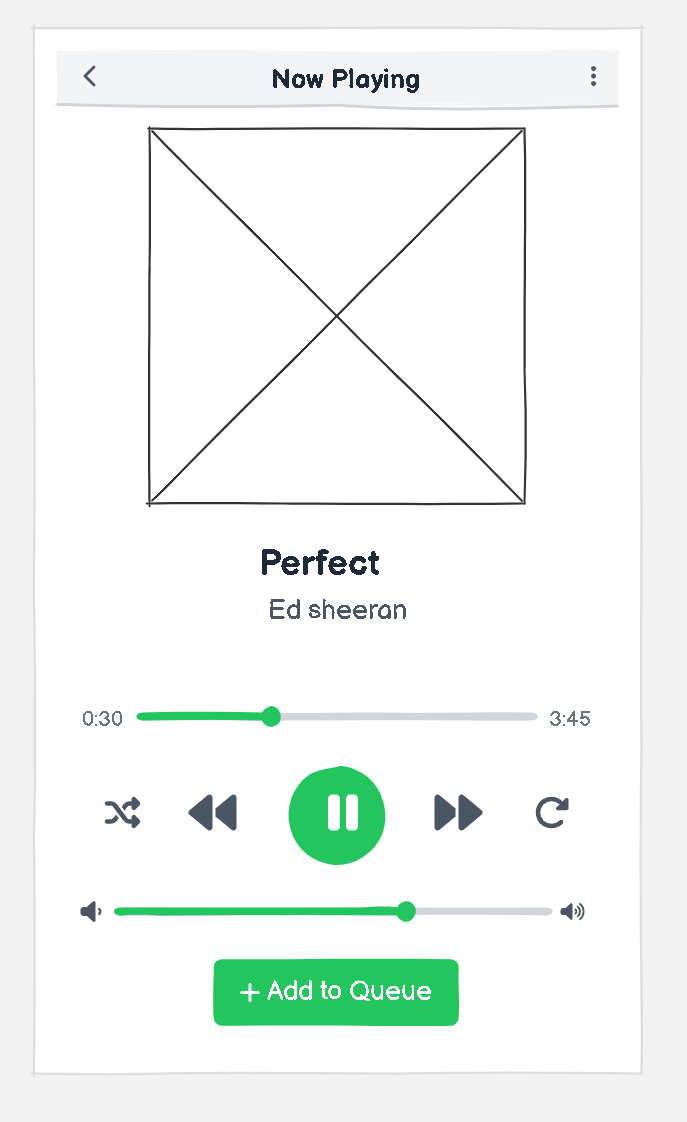 Now Playing
Perfect
Ed sheeran
0:30
3:45
+ Add to Queue